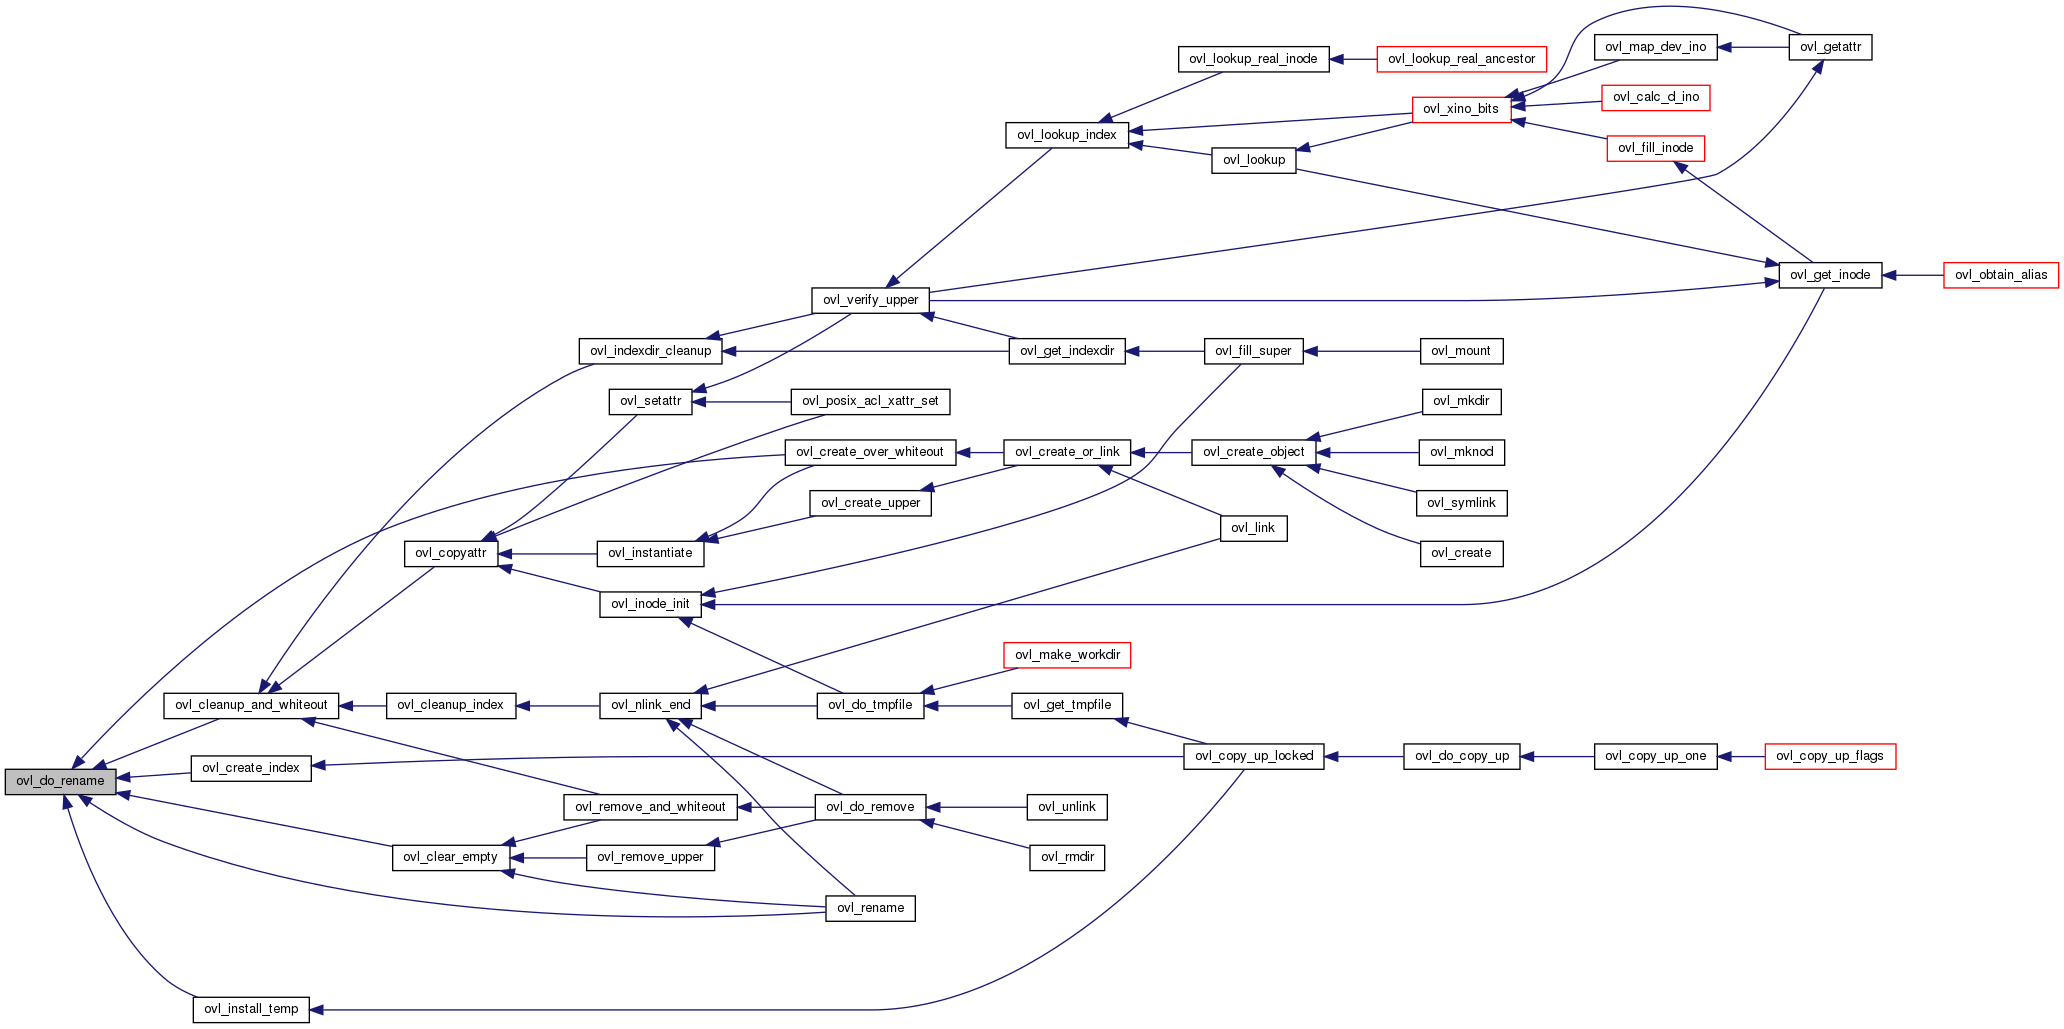 ovl_lookup_real_inode
ovl_lookup_real_ancestor
ovl_map_dev_ino
ovl_getattr
ovl_xino_bits
ovl_calc_d_ino
ovl_lookup_index
ovl_lookup
ovl_fill_inode
ovl_get_inode
ovl_obtain_alias
ovl_verify_upper
ovl_indexdir_cleanup
ovl_get_indexdir
ovl_fill_super
ovl_mount
ovl_setattr
ovl_posix_acl_xattr_set
ovl_mkdir
ovl_create_over_whiteout
ovl_create_or_link
ovl_create_object
ovl_mknod
ovl_create_upper
ovl_symlink
ovl_link
ovl_copyattr
ovl_instantiate
ovl_create
ovl_inode_init
ovl_make_workdir
ovl_cleanup_and_whiteout
ovl_cleanup_index
ovl_nlink_end
ovl_do_tmpfile
ovl_get_tmpfile
ovl_create_index
ovl_copy_up_locked
ovl_do_copy_up
ovl_copy_up_one
ovl_copy_up_flags
ovl_do_rename
ovl_remove_and_whiteout
ovl_do_remove
ovl_unlink
ovl_clear_empty
ovl_remove_upper
ovl_rmdir
ovl_rename
ovl_install_temp